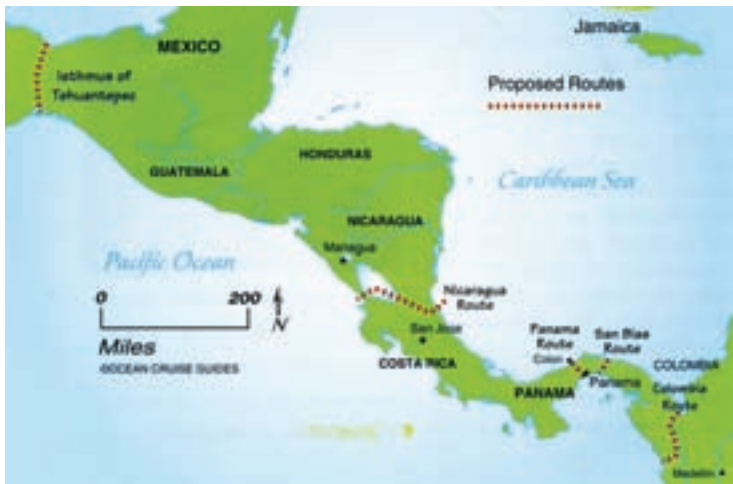 MEXICO
Jamaica
Isthmus of
Tehuantepec
Proposed Routes
HONDURAS
GUATEMALA
Caribbean Sea
NICARAGUA
Managua
Pacific Ocean
0 200
N
Miles
OCEAN CRUISE GUIDES
Nicaragua
Route
San Jose
COSTA RICA
Panama
Route
Colon
San Blas
Route
PANAMA
Panama
COLOMBIA
Colombia
Route
Medellin